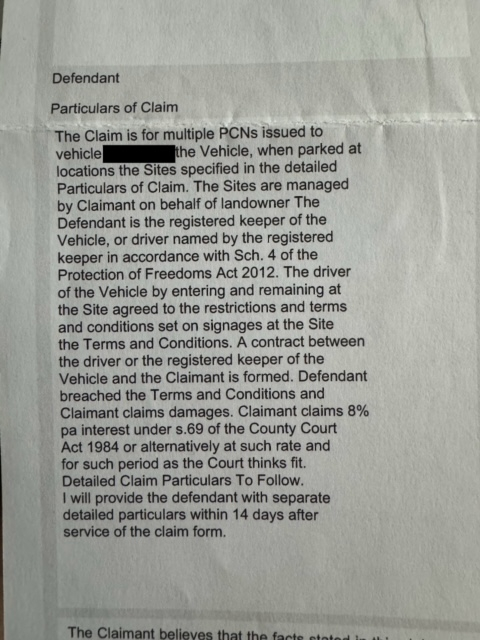 Defendant
Particulars of Claim
The Claim is for multiple PCNs issued to
vehicle the Vehicle, when parked at
locations the Sites specified in the detailed
Particulars of Claim. The Sites are managed
by Claimant on behalf of landowner The
Defendant is the registered keeper of the
Vehicle, or driver named by the registered
keeper in accordance with Sch. 4 of the
Protection of Freedoms Act 2012. The driver
of the Vehicle by entering and remaining at
the Site agreed to the restrictions and terms
and conditions set on signages at the Site
the Terms and Conditions. A contract between
the driver or the registered keeper of the
Vehicle and the Claimant is formed. Defendant
breached the Terms and Conditions and
Claimant claims damages. Claimant claims 8%
pa interest under s.69 of the County Court
Act 1984 or alternatively at such rate and
for such period as the Court thinks fit.
Detailed Claim Particulars To Follow.
I will provide the defendant with separate
detailed particulars within 14 days after
service of the claim form.
The Claimant believes that the facts stated in